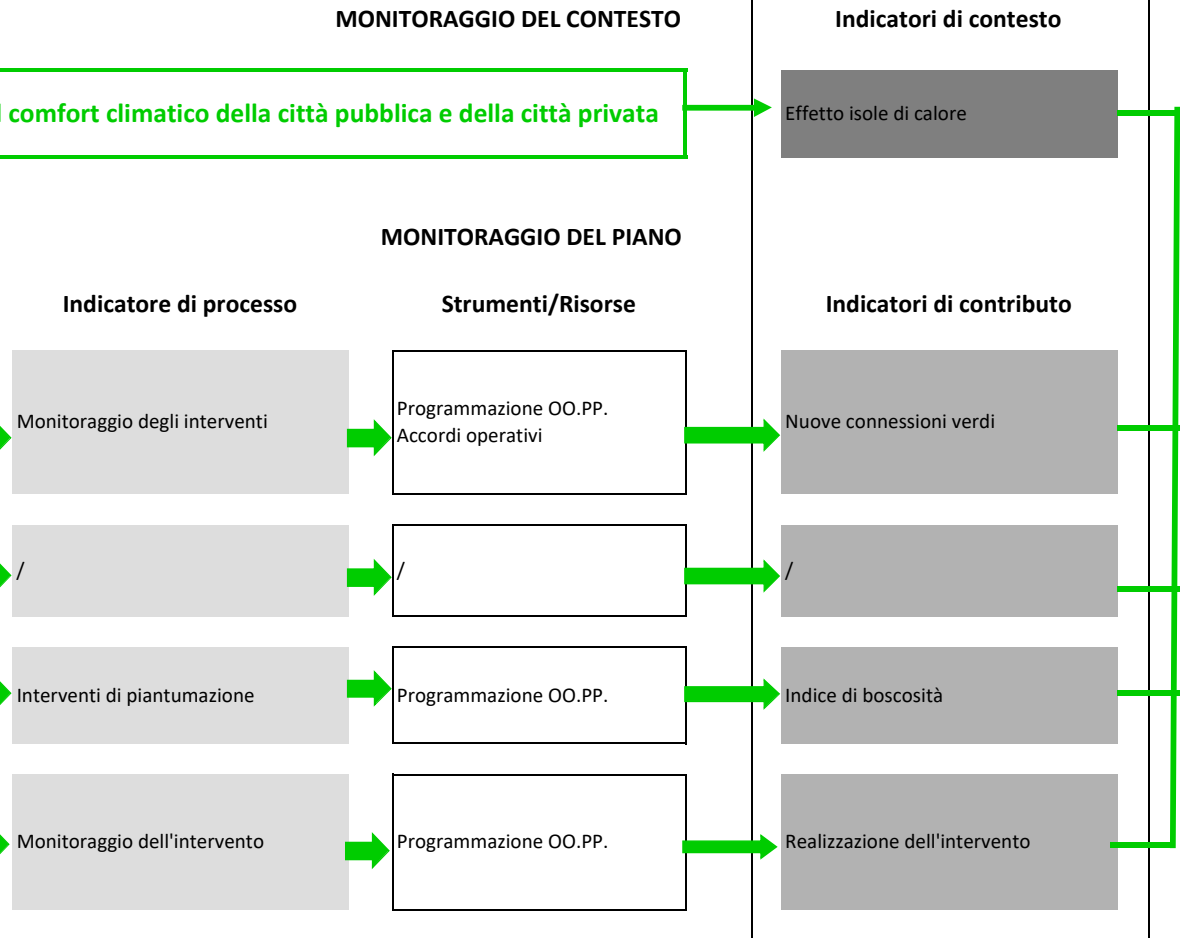 MONITORAGGIO DEL CONTESTO
Indicatori di contesto
comfort climatico della città pubblica e della città privata
Effetto isole di calore
MONITORAGGIO DEL PIANO
Indicatore di processo
Strumenti/Risorse
Indicatori di contributo
Monitoraggio degli interventi
Programmazione OO.PP.
Accordi operativi
Nuove connessioni verdi
/
/
/
Interventi di piantumazione
Programmazione OO.PP.
Indice di boscosità
Monitoraggio dell'intervento
Programmazione OO.PP.
Realizzazione dell'intervento